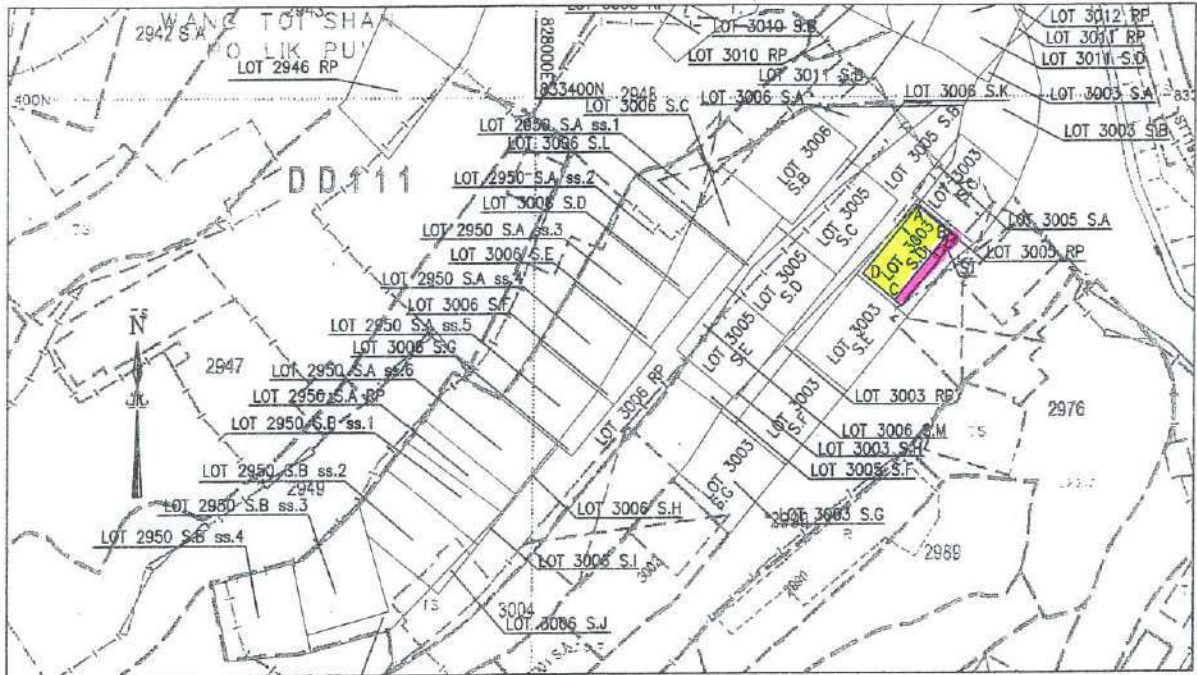 WANG TOI SHAN
HO LIK PUI
2943
2942 S.A
LOT 2946 RP
828000E
833400N
400N
2948
LOT 3010 S.B
LOT 3010 RP
LOT 3011 S.B
LOT 3006 S.A
LOT 3006 S.K
LOT 3012 RP
LOT 3011 RP
LOT 3011 S.D
LOT 3003 S.A
LOT 3003 S.B
LOT 3006 S.C
LOT 2950 S.A ss.1
LOT 3006 S.L
LOT 2950 S.A ss.2
LOT 3006 S.D
LOT 2950 S.A ss.3
LOT 3006 S.E
LOT 2950 S.A ss.4
LOT 3006 S.F
LOT 2950 S.A ss.5
LOT 3006 S.G
LOT 2950 S.A ss.6
LOT 2950 S.A RP
LOT 2950 S.B ss.1
LOT 2950 S.B ss.2
2949
LOT 2950 S.B ss.3
LOT 2950 S.B ss.4
DD111
N
2947
LOT 3006
S.B
LOT 3005 S.B
LOT 3005
S.C
LOT 3003
S.C
LOT 3005 S.A
LOT 3005 RP
A
B
LOT 3003
S.D
D
C
LOT 3005
S.D
LOT 3005
S.E
LOT 3003
S.E
LOT 3003
S.F
LOT 3003
S.G
LOT 3006 RP
LOT 3003 RP
LOT 3006 S.M
LOT 3003 S.H
LOT 3005 S.F
LOT 3003 S.G
LOT 3006 S.H
LOT 3006 S.I
LOT 3006 S.J
3004
2976
75
2989
2990